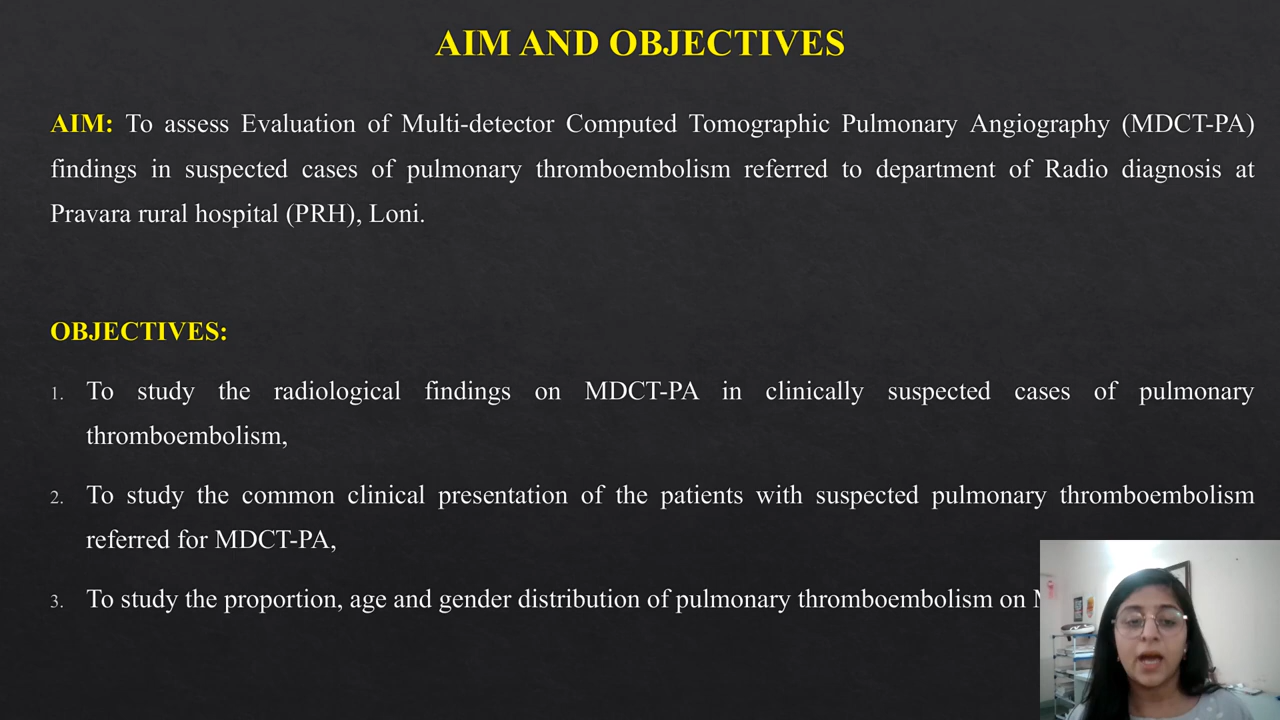 AIM AND OBJECTIVES
AIM: To assess Evaluation of Multi-detector Computed Tomographic Pulmonary Angiography (MDCT-PA)
findings in suspected cases of pulmonary thromboembolism referred to department of Radio diagnosis at
Pravara rural hospital (PRH), Loni.
OBJECTIVES:
1. To study the radiological findings on MDCT-PA in clinically suspected cases of pulmonary
thromboembolism,
2. To study the common clinical presentation of the patients with suspected pulmonary thromboembolism
referred for MDCT-PA,
3. To study the proportion, age and gender distribution of pulmonary thromboembolism on